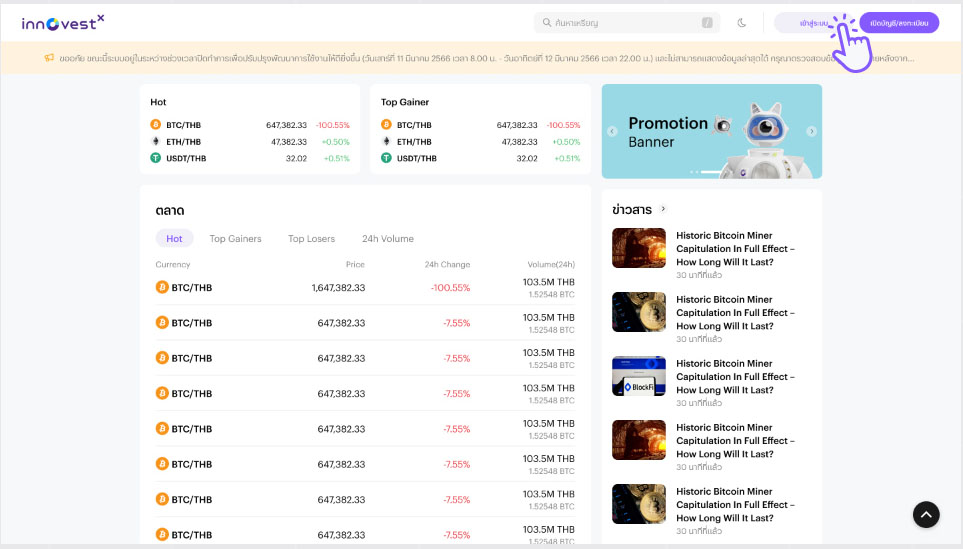 innovestx
ค้นหาเหรียญ
/
เข้าสู่ระบบ
เปิดบัญชี/ลงทะเบียน
ขออภัย ขณะนี้ระบบอยู่ในระหว่างช่วงเวลาปิดทำการเพื่อปรับปรุงพัฒนาการใช้งานให้ดียิ่งขึ้น (วันเสาร์ที่ 11 มีนาคม 2566 เวลา 8.00 น. - วันอาทิตย์ที่ 12 มีนาคม 2566 เวลา 22.00 น.) และไม่สามารถแสดงข้อมูลล่าสุดได้ กรุณาตรวจสอบ ายหลังจาก...
Hot
BTC/THB 647,382.33 -100.55%
ETH/THB 47,382.33 +0.50%
USDT/THB 32.02 +0.51%
Top Gainer
BTC/THB 647,382.33 -100.55%
ETH/THB 47,382.33 +0.50%
USDT/THB 32.02 +0.51%
Promotion
Banner
ตลาด
Hot Top Gainers Top Losers 24h Volume
Currency Price 24h Change Volume(24h)
BTC/THB 1,647,382.33 -100.55% 103.5M THB
1.52548 BTC
BTC/THB 647,382.33 -7.55% 103.5M THB
1.52548 BTC
BTC/THB 647,382.33 -7.55% 103.5M THB
1.52548 BTC
BTC/THB 647,382.33 -7.55% 103.5M THB
1.52548 BTC
BTC/THB 647,382.33 -7.55% 103.5M THB
1.52548 BTC
BTC/THB 647,382.33 -7.55% 103.5M THB
1.52548 BTC
BTC/THB 647,382.33 -7.55% 103.5M THB
1.52548 BTC
BTC/THB 647,382.33 -7.55% 103.5M THB
1.52548 BTC
ข่าวสาร
Historic Bitcoin Miner
Capitulation In Full Effect –
How Long Will It Last?
30 นาทีที่แล้ว
Historic Bitcoin Miner
Capitulation In Full Effect –
How Long Will It Last?
30 นาทีที่แล้ว
BlockFi
Historic Bitcoin Miner
Capitulation In Full Effect –
How Long Will It Last?
30 นาทีที่แล้ว
Historic Bitcoin Miner
Capitulation In Full Effect –
How Long Will It Last?
30 นาทีที่แล้ว
Historic Bitcoin Miner
Capitulation In Full Effect –
How Long Will It Last?
30 นาทีที่แล้ว